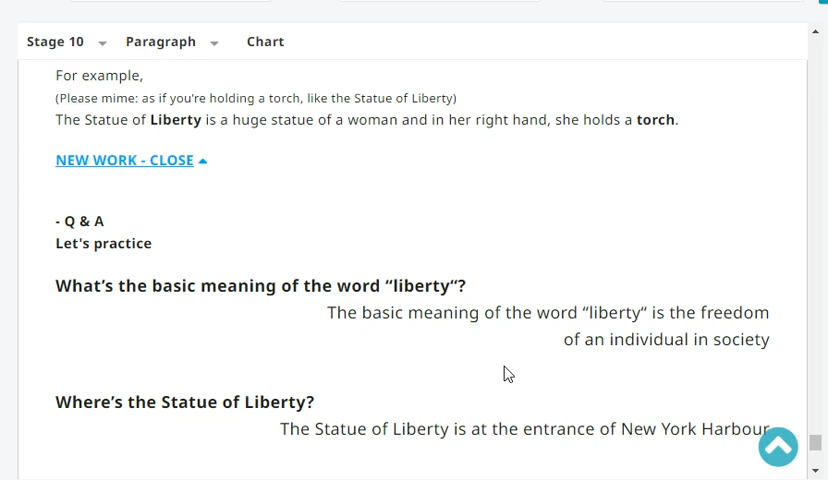 Stage 10 Paragraph Chart
For example,
(Please mime: as if you're holding a torch, like the Statue of Liberty)
The Statue of Liberty is a huge statue of a woman and in her right hand, she holds a torch.
NEW WORK - CLOSE
- Q & A
Let's practice
What’s the basic meaning of the word “liberty“?
The basic meaning of the word “liberty“ is the freedom
of an individual in society
Where’s the Statue of Liberty?
The Statue of Liberty is at the entrance of New York Harbour